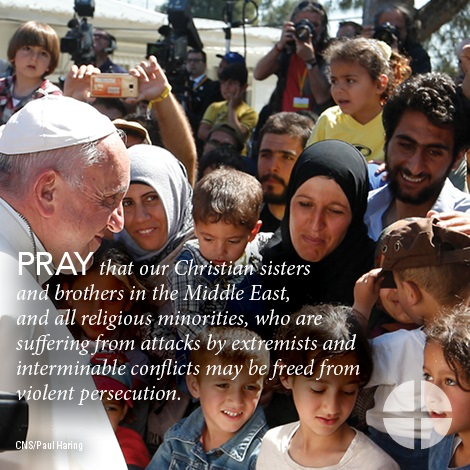 PRAY that our Christian sisters
and brothers in the Middle East,
and all religious minorities, who are
suffering from attacks by extremists and
interminable conflicts may be freed from
violent persecution.
CNS/Paul Haring